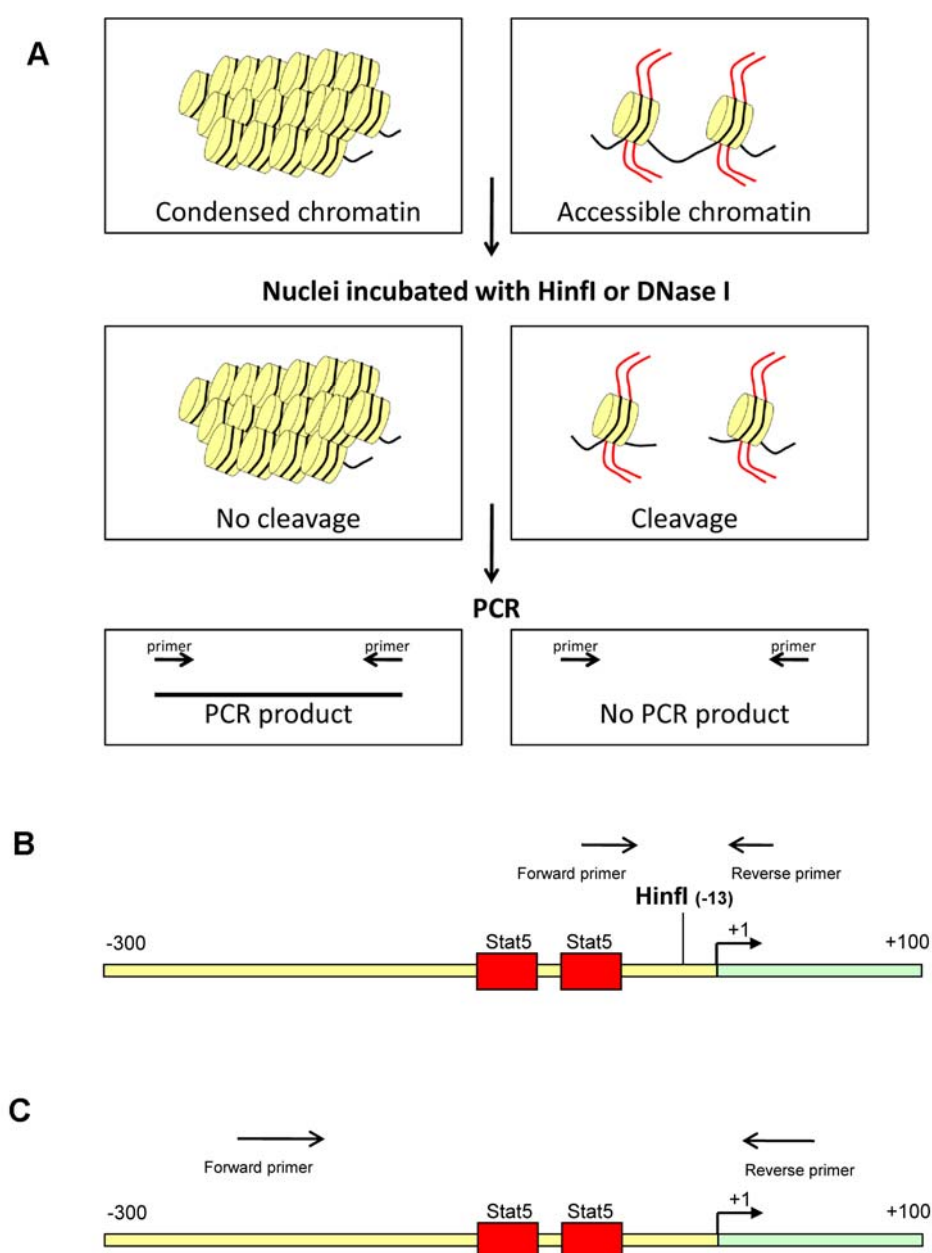 A
Condensed chromatin
Accessible chromatin
Nuclei incubated with HinfI or DNase I
No cleavage
Cleavage
PCR
primer primer
PCR product
primer primer
No PCR product
B
Forward primer
Reverse primer
HinfI (-13)
-300
Stat5
Stat5
+1
+100
C
Forward primer
Reverse primer
-300
Stat5
Stat5
+1
+100